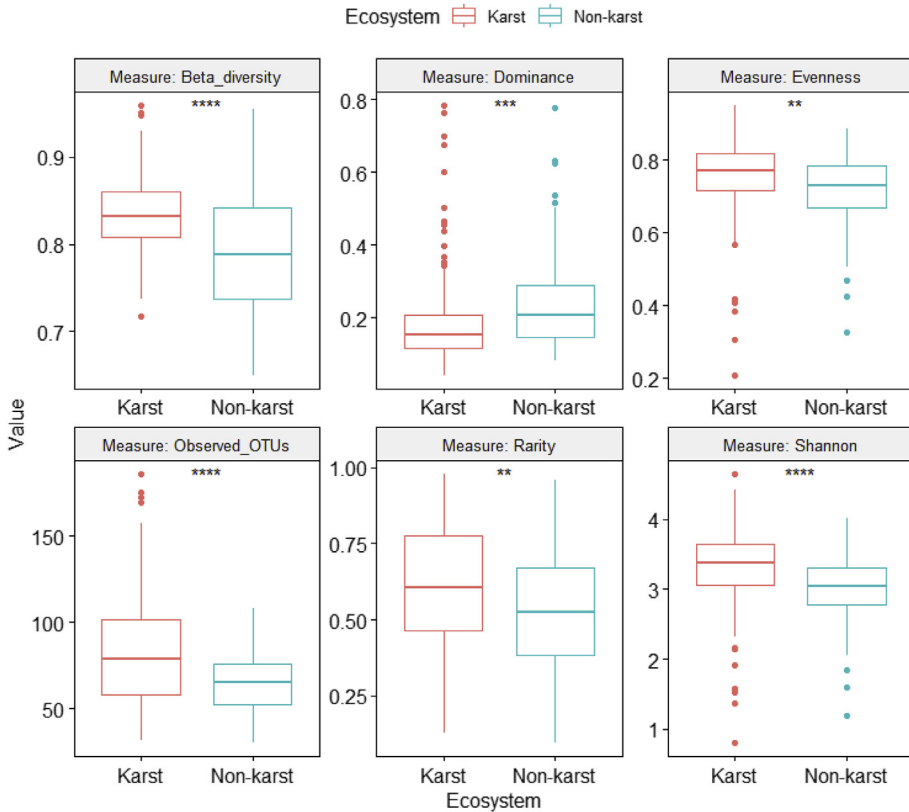 Ecosystem Karst Non-karst
Measure: Beta_diversity
****
0.9
0.8
0.7
Karst Non-karst
Measure: Dominance
***
0.8
0.6
0.4
0.2
Karst Non-karst
Measure: Evenness
**
0.8
0.6
0.4
0.2
Karst Non-karst
Value
Measure: Observed_OTUs
****
150
100
50
Karst Non-karst
Measure: Rarity
**
1.00
0.75
0.50
0.25
Karst Non-karst
Measure: Shannon
****
4
3
2
1
Karst Non-karst
Ecosystem